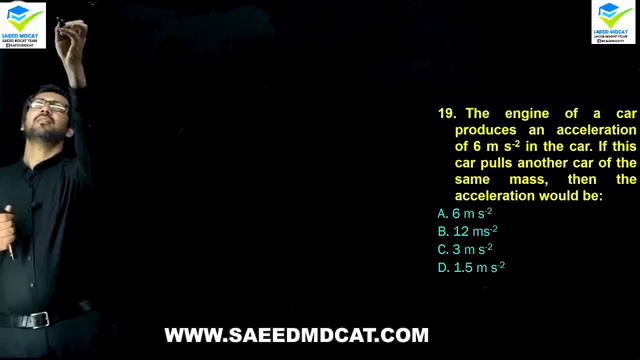 SAEED MDCAT
SAEED MDCAT TEAM
SAEED MDCAT
SAEED MDCAT TEAM
19. The engine of a car
produces an acceleration
of 6 m s-2 in the car. If this
car pulls another car of the
same mass, then the
acceleration would be:
A. 6 m s-2
B. 12 ms-2
C. 3 m s-2
D. 1.5 m s-2
WWW.SAEEDMDCAT.COM